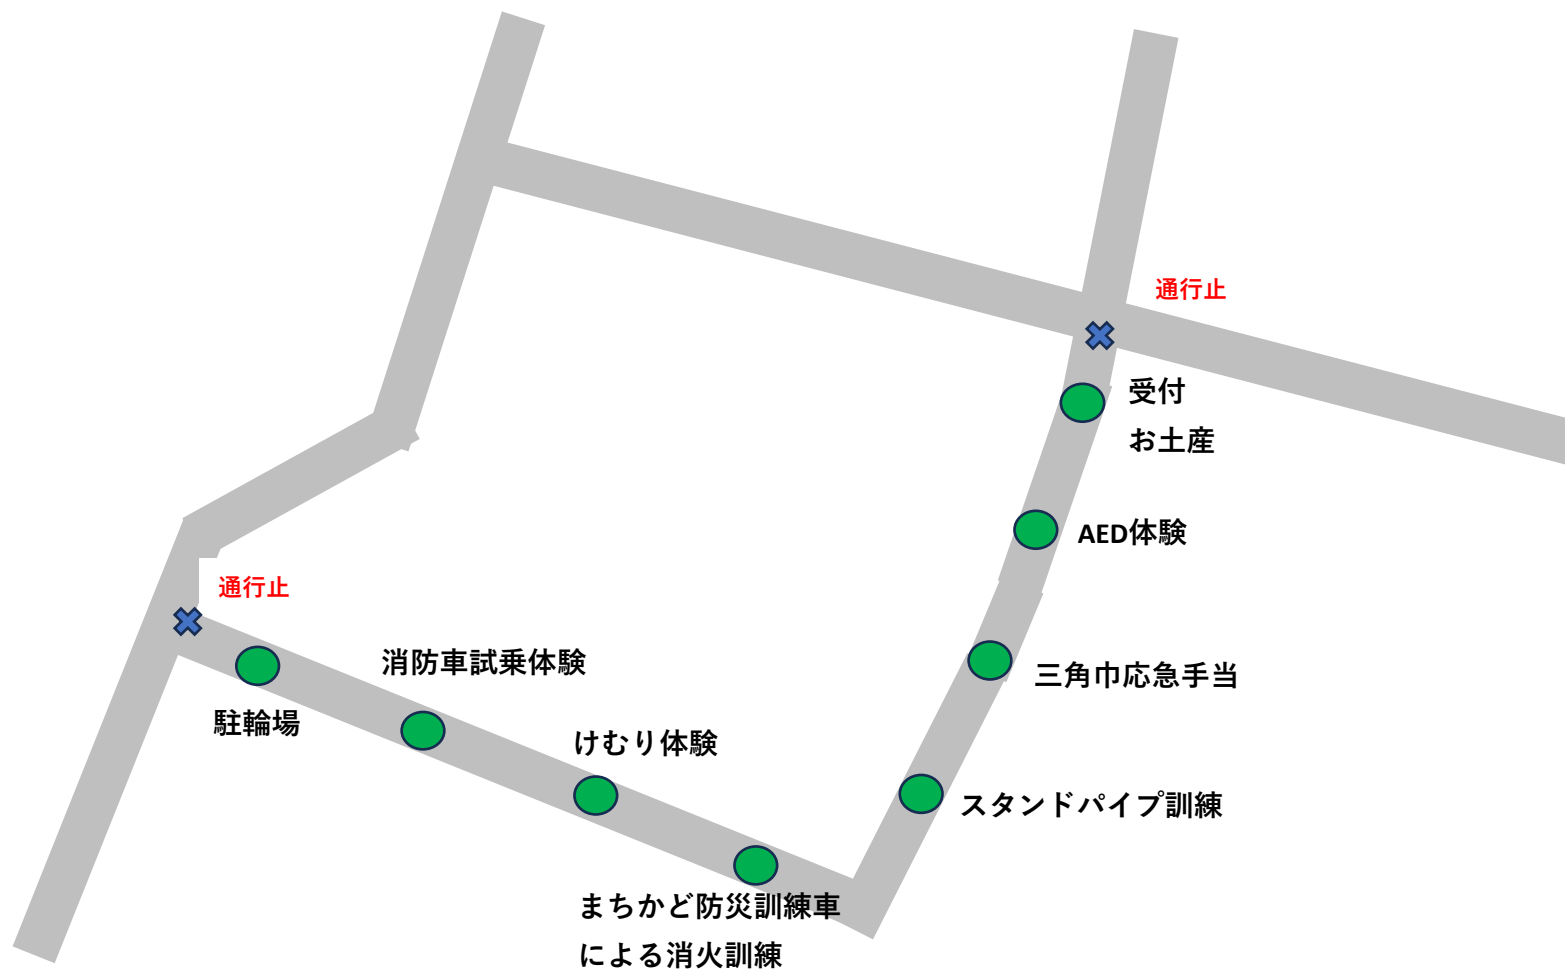 通行止
受付
お土産
AED体験
通行止
消防車試乗体験
三角巾応急手当
駐輪場
けむり体験
スタンドパイプ訓練
まちかど防災訓練車
による消火訓練